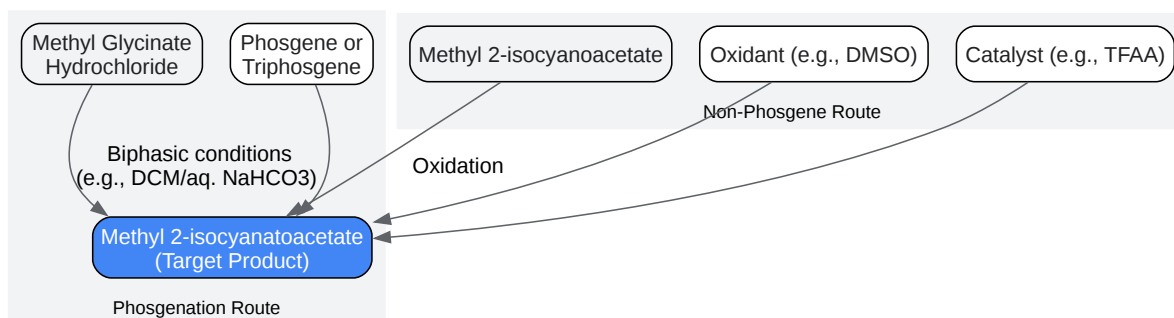 Methyl Glycinate
Hydrochloride
Phosgene or
Triphosgene
Methyl 2-isocyanoacetate
Oxidant (e.g., DMSO)
Catalyst (e.g., TFAA)
Non-Phosgene Route
Biphasic conditions
(e.g., DCM/aq. NaHCO3)
Oxidation
Methyl 2-isocyanatoacetate
(Target Product)
Phosgenation Route